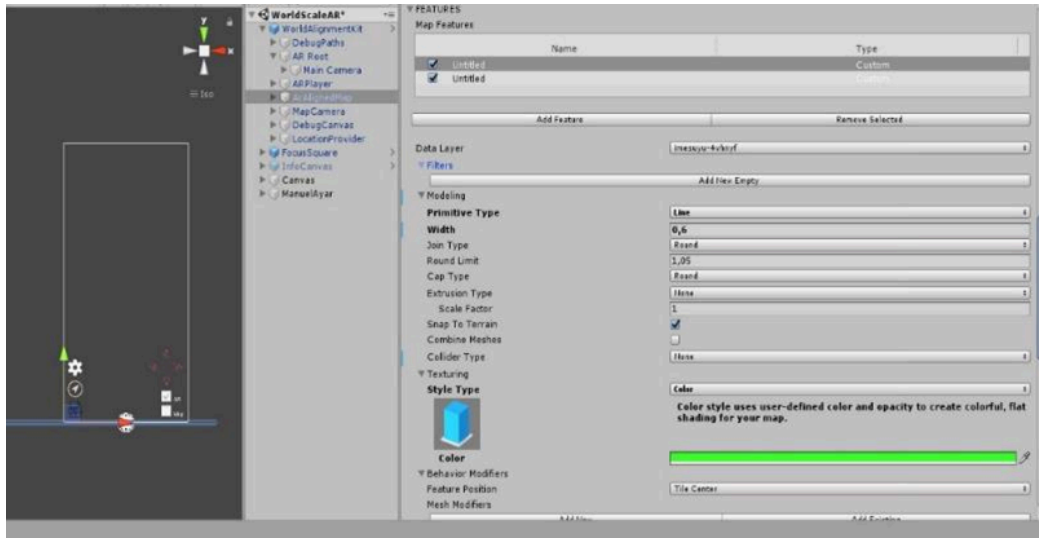 y
x
Iso
WorldScaleAR*
WorldAlignmentKit
DebugPaths
AR Root
Main Camera
ARPlayer
ArAlignedMap
MapCamera
DebugCanvas
LocationProvider
FocusSquare
InfoCanvas
Canvas
ManuelAyar
FEATURES
Map Features
Name Type
Untitled Custom
Untitled Custom
Add Feature Remove Selected
Data Layer
Filters
Add New Empty
Modeling
Primitive Type Line
Width 0,6
Join Type Round
Round Limit 1,05
Cap Type Round
Extrusion Type None
Scale Factor 1
Snap To Terrain
Combine Meshes
Collider Type None
Texturing
Style Type Color
Color style uses user-defined color and opacity to create colorful, flat
shading for your map.
Color
Behavior Modifiers
Feature Position Tile Center
Mesh Modifiers
Add New Add Existing